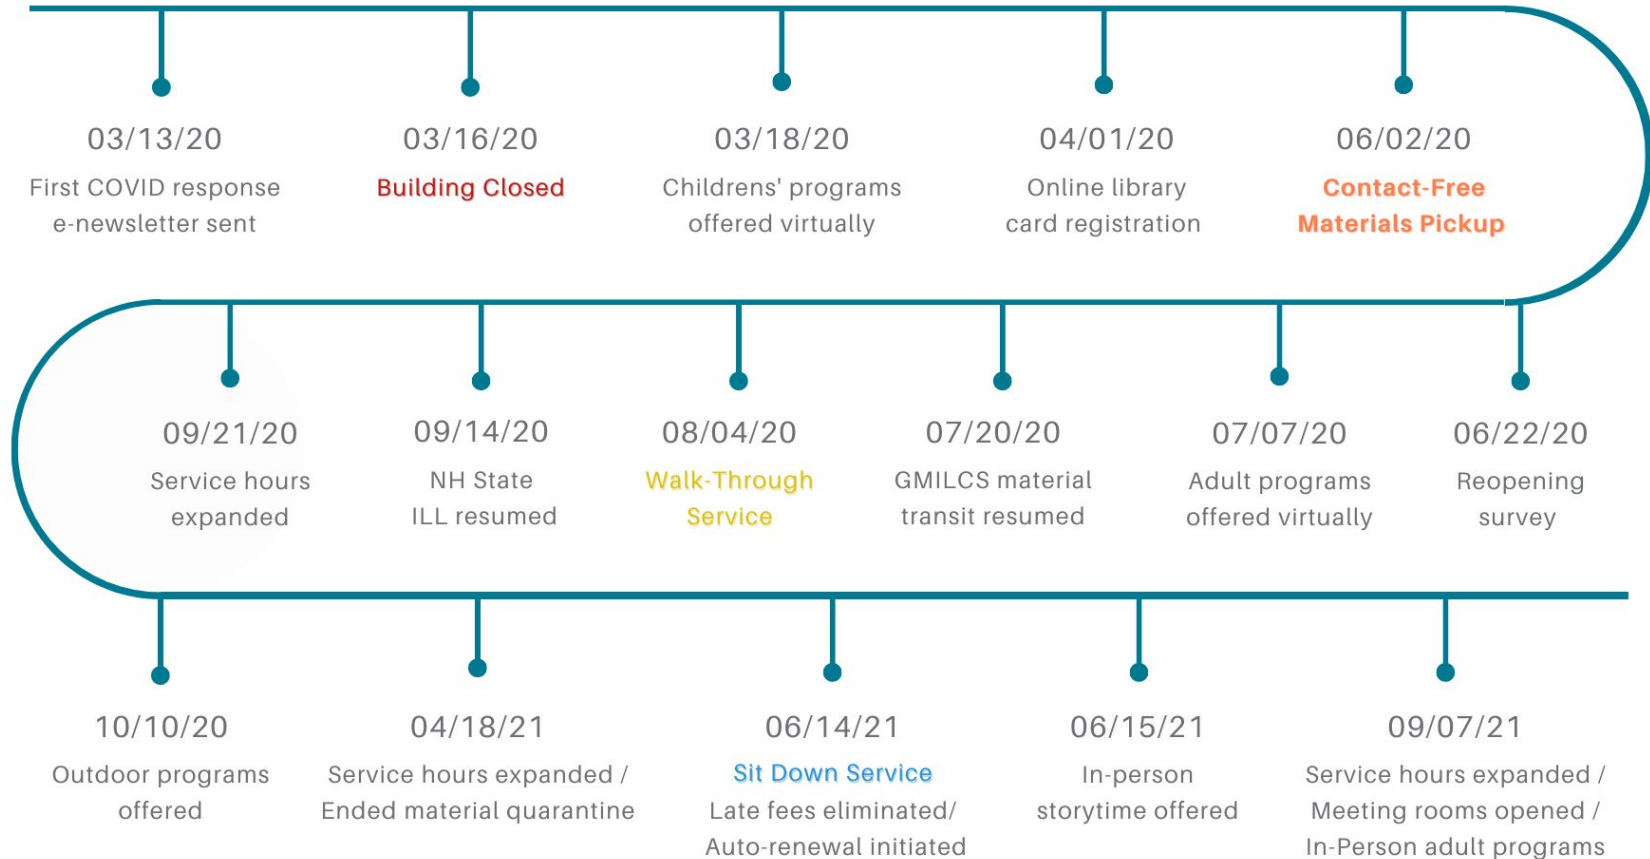 03/13/20
First COVID response
e-newsletter sent
03/16/20
Building Closed
03/18/20
Childrens' programs
offered virtually
04/01/20
Online library
card registration
06/02/20
Contact-Free
Materials Pickup
06/22/20
Reopening
survey
07/07/20
Adult programs
offered virtually
07/20/20
GMILCS material
transit resumed
08/04/20
Walk-Through
Service
09/14/20
NH State
ILL resumed
09/21/20
Service hours
expanded
10/10/20
Outdoor programs
offered
04/18/21
Service hours expanded /
Ended material quarantine
06/14/21
Sit Down Service
Late fees eliminated/
Auto-renewal initiated
06/15/21
In-person
storytime offered
09/07/21
Service hours expanded /
Meeting rooms opened /
In-Person adult programs